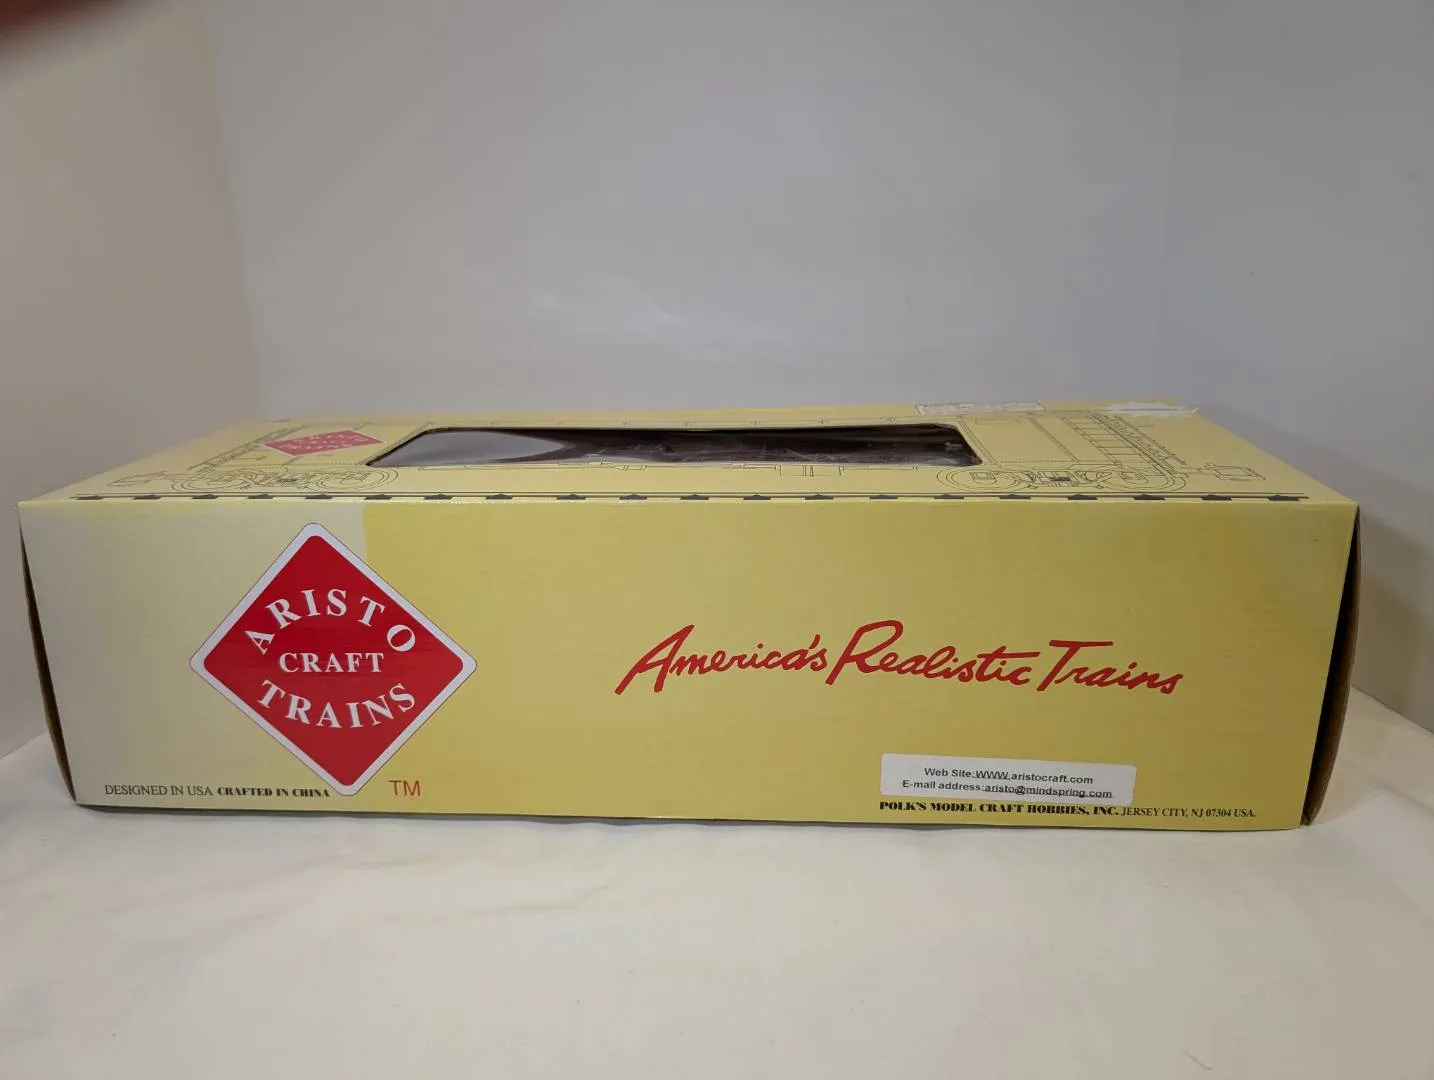 ARISTO
CRAFT
TRAINS
TM
America's Realistic Trains
DESIGNED IN USA CRAFTED IN CHINA
Web Site:WWW.aristocraft.com
E-mail address:aristo@mindspring.com
POLK'S MODEL CRAFT HOBBIES, INC. JERSEY CITY, NJ 07304 USA.